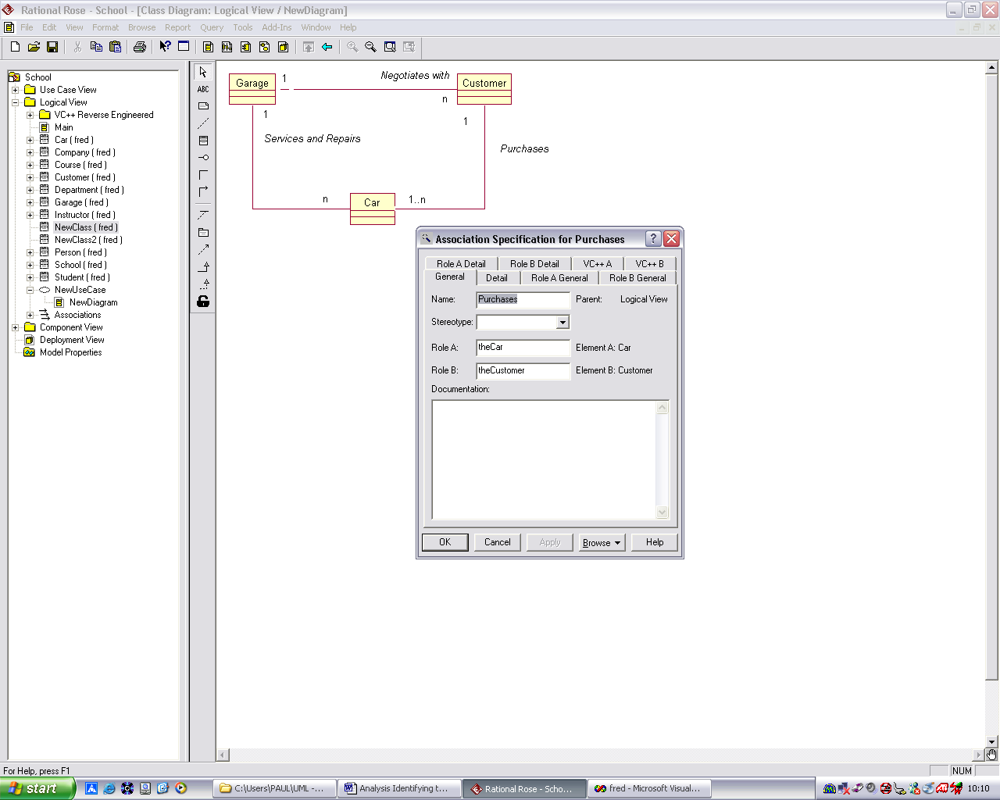 Rational Rose - School - [Class Diagram: Logical View / NewDiagram]
File Edit View Format Browse Report Query Tools Add-Ins Window Help
School
Use Case View
Logical View
VC++ Reverse Engineered
Main
Car ( fred )
Company ( fred )
Course ( fred )
Customer ( fred )
Department ( fred )
Garage ( fred )
Instructor ( fred )
NewClass ( fred )
NewClass2 ( fred )
Person ( fred )
School ( fred )
Student ( fred )
NewUseCase
NewDiagram
Associations
Component View
Deployment View
Model Properties
ABC
Garage
1
Negotiates with
Customer
n
1
1
Services and Repairs
Purchases
n
Car
1..n
Association Specification for Purchases
Role A Detail Role B Detail VC++ A VC++ B
General Detail Role A General Role B General
Name: Purchases Parent: Logical View
Stereotype:
Role A: theCar Element A: Car
Role B: theCustomer Element B: Customer
Documentation:
OK Cancel Apply Browse Help
For Help, press F1
NUM
start
C:\Users\PAUL\UML -...
Analysis Identifying t...
Rational Rose - Scho...
fred - Microsoft Visual...
10:10